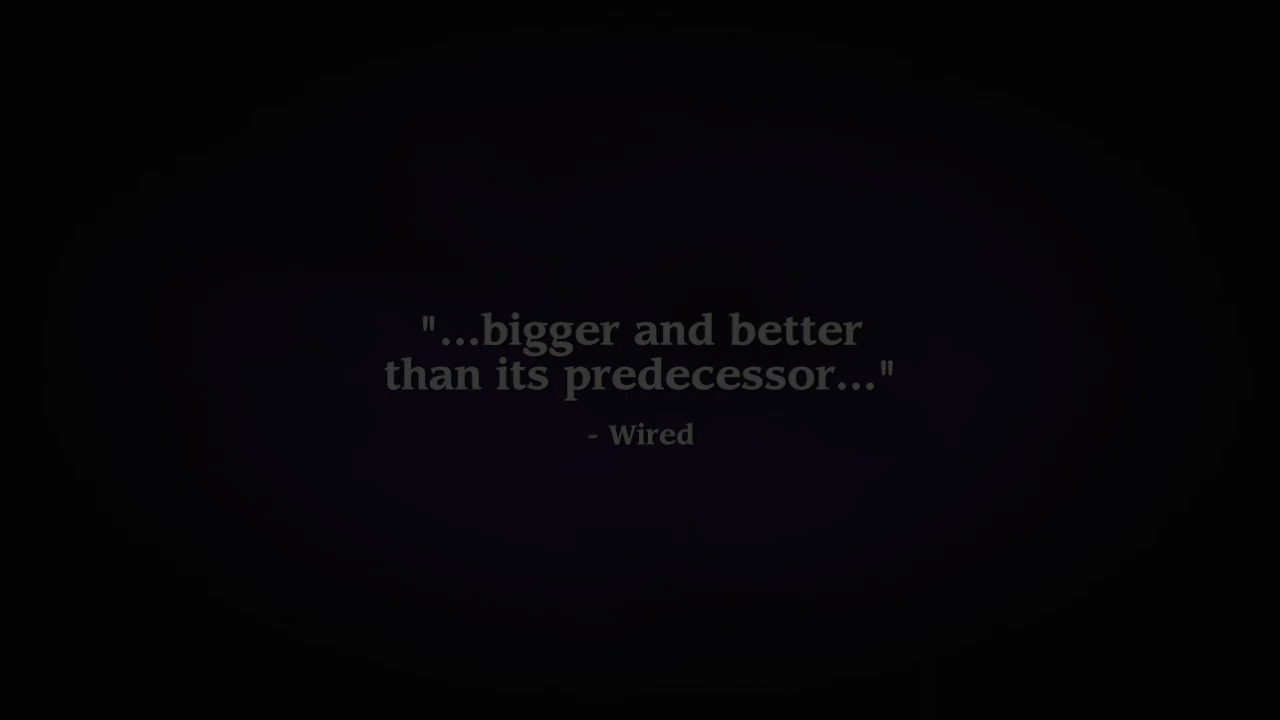 "...bigger and better
than its predecessor..."
- Wired